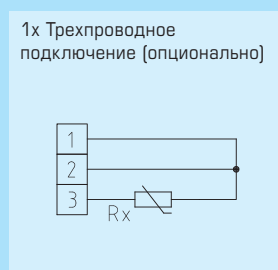 1x Трехпроводное
подключение (опционально)
1
2
3
Rx